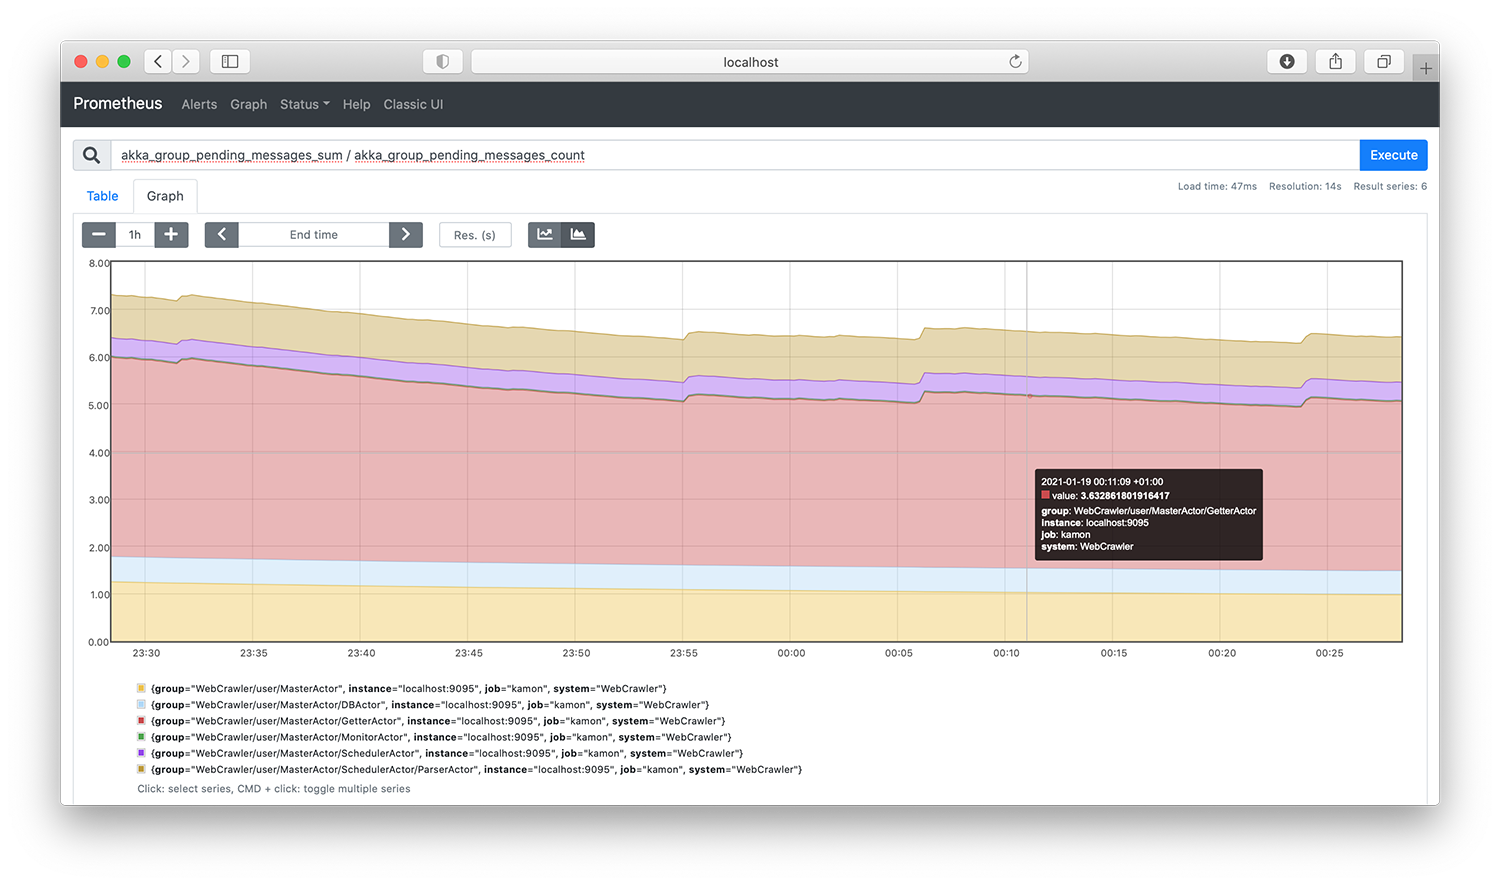 localhost
Prometheus Alerts Graph Status Help Classic UI
akka_group_pending_messages_sum / akka_group_pending_messages_count Execute
Load time: 47ms Resolution: 14s Result series: 6
Table Graph
1h End time Res. (s)
8.00
7.00
6.00
5.00
4.00
3.00
2.00
1.00
0.00
2021-01-19 00:11:09 +01:00
value: 3.632861801916417
group: WebCrawler/user/MasterActor/GetterActor
instance: localhost:9095
job: kamon
system: WebCrawler
23:30 23:35 23:40 23:45 23:50 23:55 00:00 00:05 00:10 00:15 00:20 00:25
{group="WebCrawler/user/MasterActor", instance="localhost:9095", job="kamon", system="WebCrawler"}
{group="WebCrawler/user/MasterActor/DBActor", instance="localhost:9095", job="kamon", system="WebCrawler"}
{group="WebCrawler/user/MasterActor/GetterActor", instance="localhost:9095", job="kamon", system="WebCrawler"}
{group="WebCrawler/user/MasterActor/MonitorActor", instance="localhost:9095", job="kamon", system="WebCrawler"}
{group="WebCrawler/user/MasterActor/SchedulerActor", instance="localhost:9095", job="kamon", system="WebCrawler"}
{group="WebCrawler/user/MasterActor/SchedulerActor/ParserActor", instance="localhost:9095", job="kamon", system="WebCrawler"}
Click: select series, CMD + click: toggle multiple series